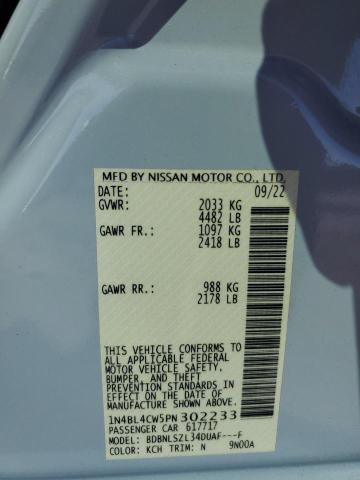 MFD BY NISSAN MOTOR CO., LTD.
DATE: 09/22
GVWR: 2033 KG
4482 LB
GAWR FR: 1097 KG
2418 LB
GAWR RR.: 988 KG
2178 LB
THIS VEHICLE CONFORMS TO
ALL APPLICABLE FEDERAL
MOTOR VEHICLE SAFETY,
BUMPER, AND THEFT
PREVENTION STANDARDS IN
EFFECT ON THE DATE OF
MANUFACTURE SHOWN ABOVE.
1N4BL4CW5PN302233
PASSENGER CAR 617717
MODEL: BDBNLSZL34DUAF---F
COLOR: KCH TRIM: N 9N00A